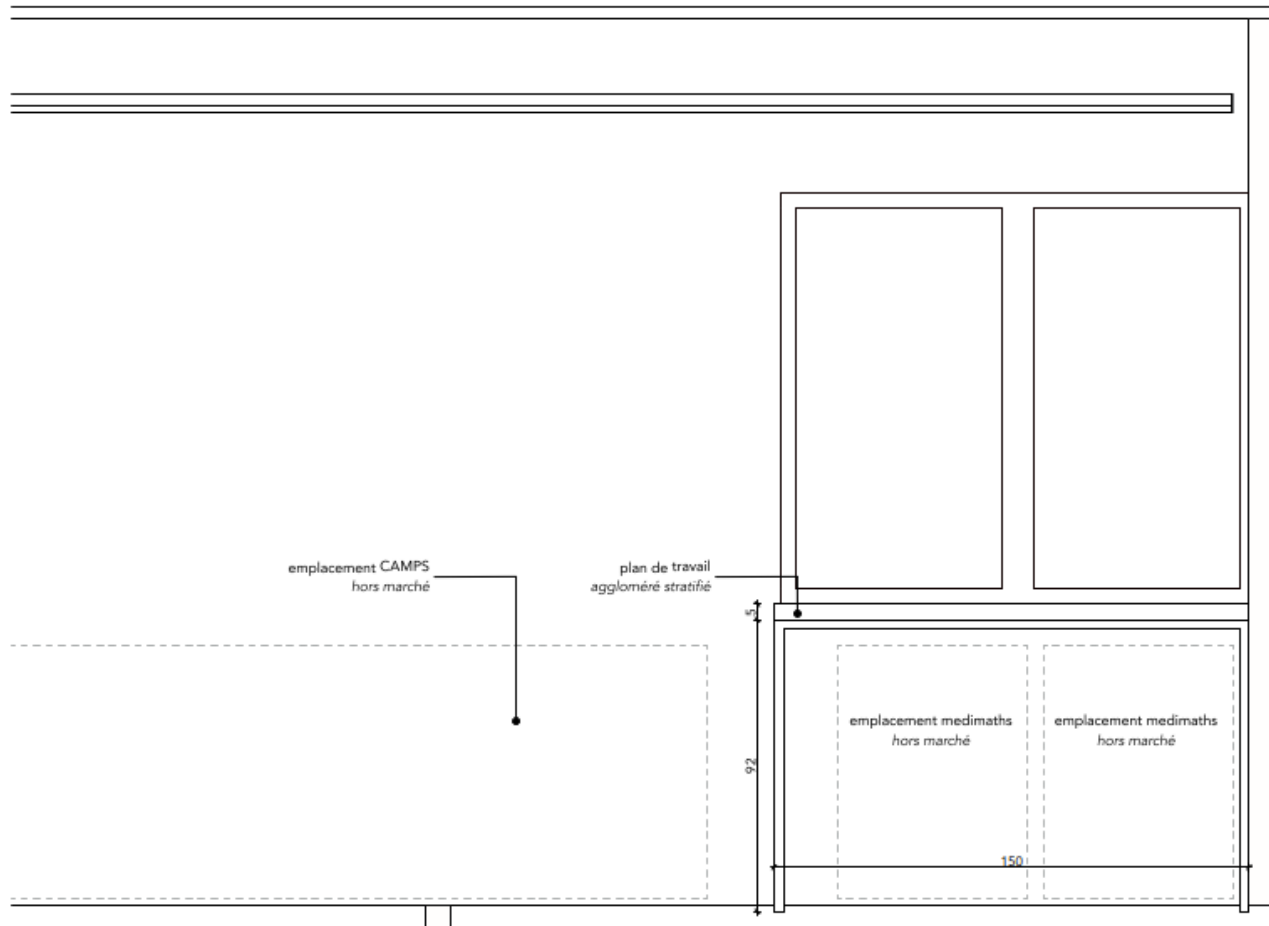 emplacement CAMPS
hors marché
plan de travail
aggloméré stratifié
5
emplacement medimaths
hors marché
emplacement medimaths
hors marché
92
150